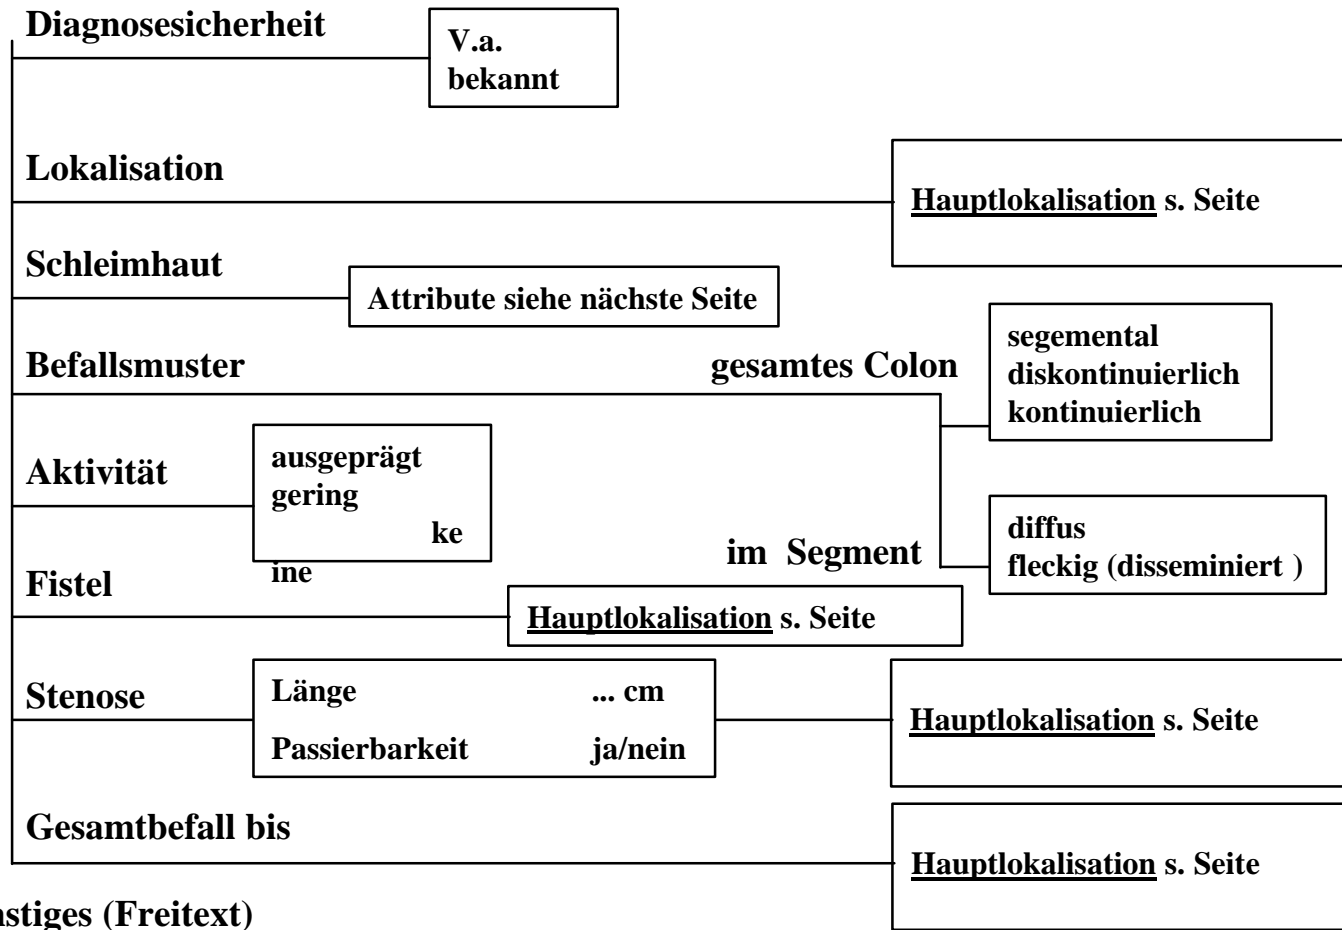 Diagnosesicherheit
V.a.
bekannt
Lokalisation
Hauptlokalisation s. Seite
Schleimhaut
Attribute siehe nächste Seite
Befallsmuster
gesamtes Colon
segemental
diskontinuierlich
kontinuierlich
Aktivität
ausgeprägt
gering
ke
ine
im Segment
diffus
fleckig (disseminiert )
Fistel
Hauptlokalisation s. Seite
Stenose
Länge ... cm
Passierbarkeit ja/nein
Hauptlokalisation s. Seite
Gesamtbefall bis
Hauptlokalisation s. Seite
nstiges (Freitext)